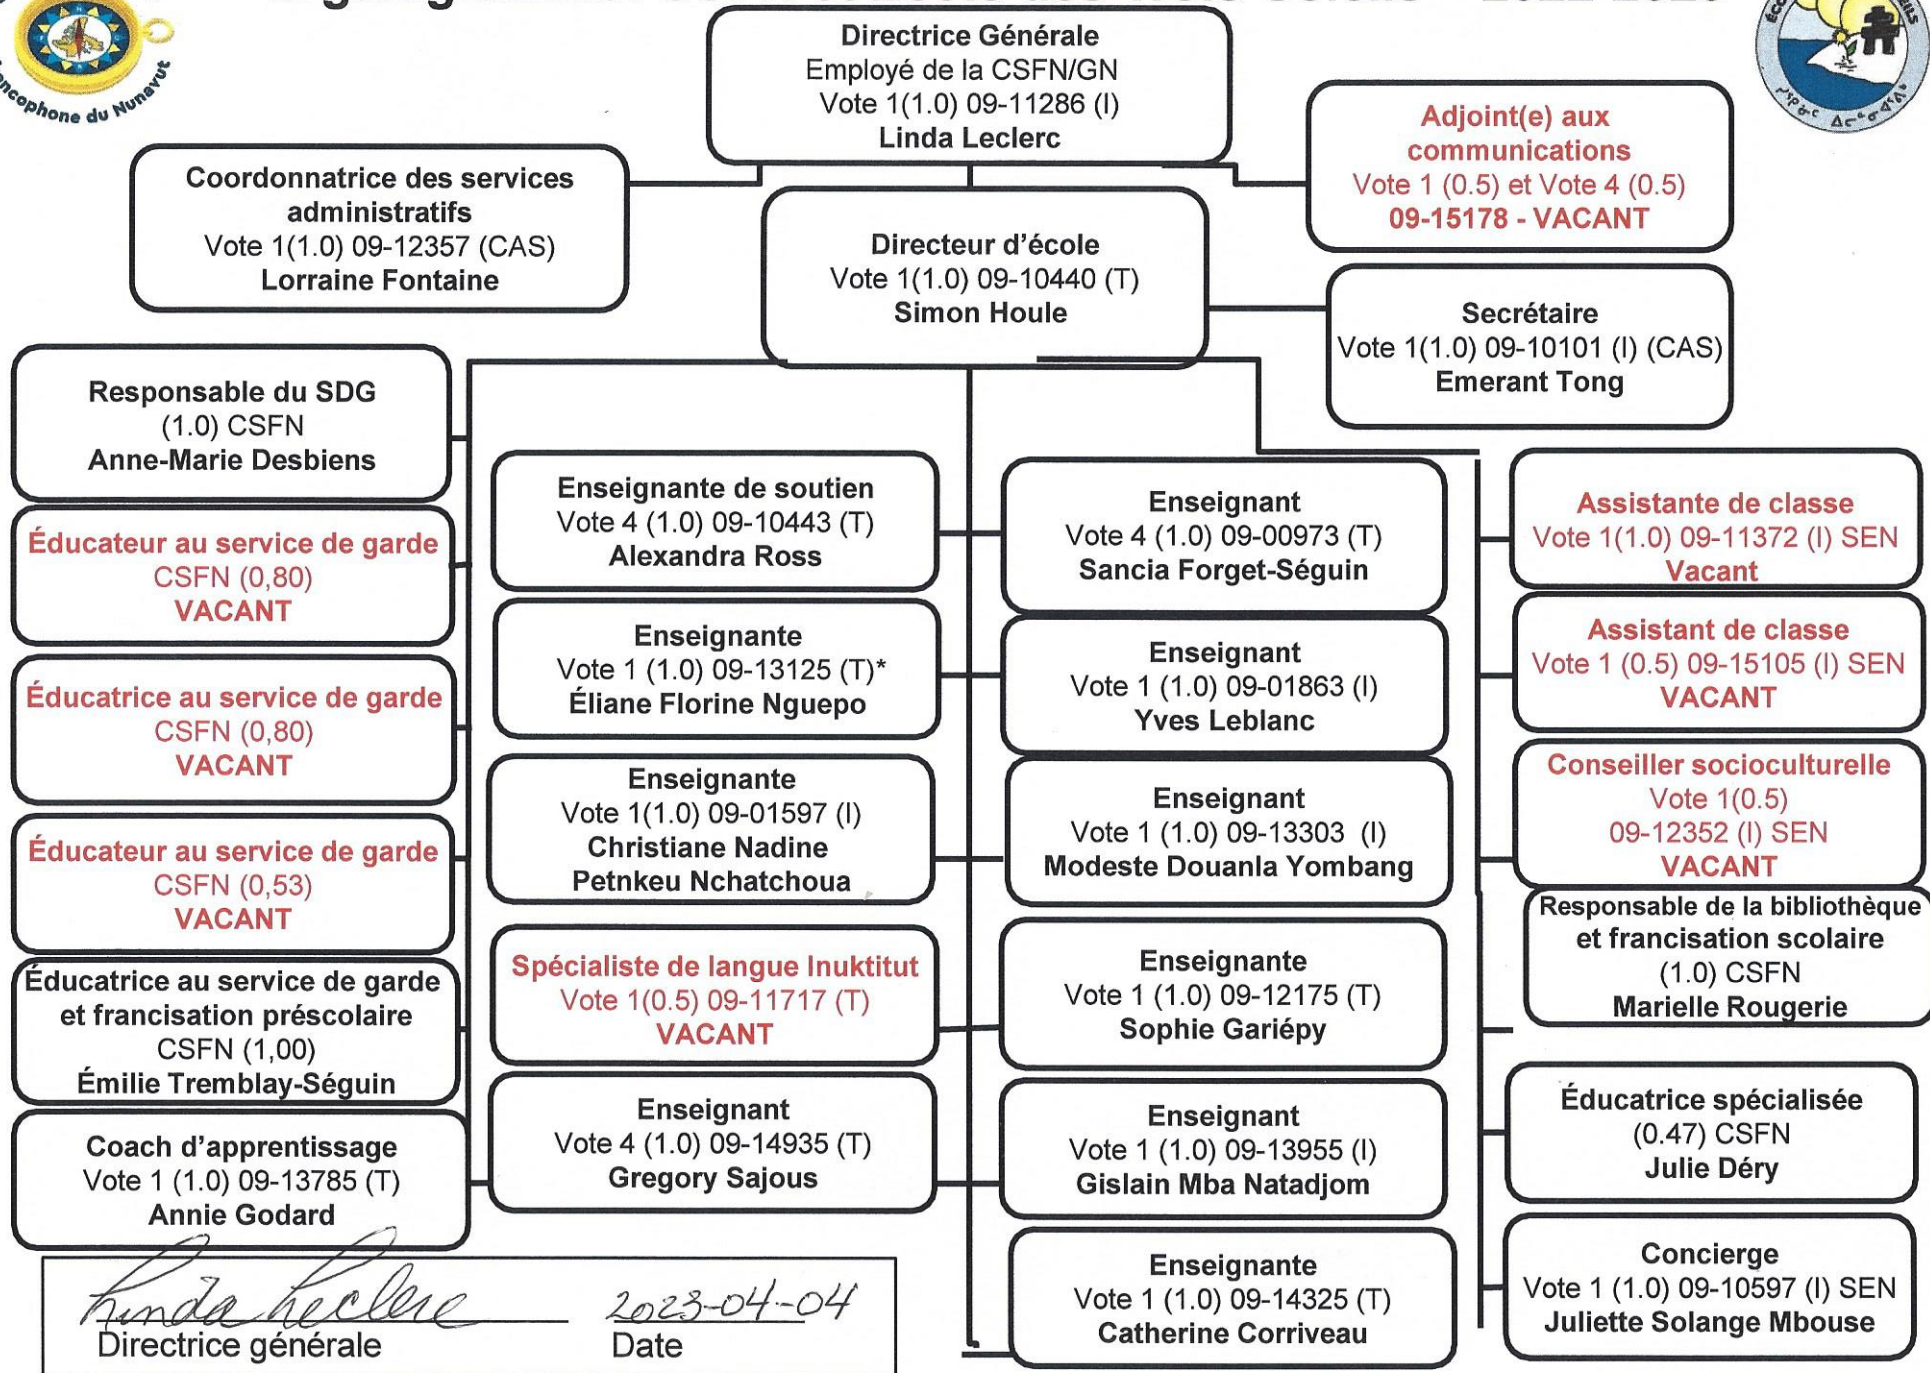 Directrice Générale
Employé de la CSFN/GN
Vote 1(1.0) 09-11286 (I)
Linda Leclerc
ncophone du Nunavut
Adjoint(e) aux
communications
Vote 1 (0.5) et Vote 4 (0.5)
09-15178 - VACANT
Coordonnatrice des services
administratifs
Vote 1(1.0) 09-12357 (CAS)
Lorraine Fontaine
Directeur d'école
Vote 1(1.0) 09-10440 (T)
Simon Houle
Secrétaire
Vote 1(1.0) 09-10101 (I) (CAS)
Emerant Tong
Responsable du SDG
(1.0) CSFN
Anne-Marie Desbiens
Éducateur au service de garde
CSFN (0,80)
VACANT
Éducatrice au service de garde
CSFN (0,80)
VACANT
Éducateur au service de garde
CSFN (0,53)
VACANT
Éducatrice au service de garde
et francisation préscolaire
CSFN (1,00)
Émilie Tremblay-Séguin
Coach d'apprentissage
Vote 1 (1.0) 09-13785 (T)
Annie Godard
Enseignante de soutien
Vote 4 (1.0) 09-10443 (T)
Alexandra Ross
Enseignante
Vote 1 (1.0) 09-13125 (T)*
Éliane Florine Nguepo
Enseignante
Vote 1(1.0) 09-01597 (I)
Christiane Nadine
Petnkeu Nchatchoua
Spécialiste de langue Inuktitut
Vote 1(0.5) 09-11717 (T)
VACANT
Enseignant
Vote 4 (1.0) 09-14935 (T)
Gregory Sajous
Enseignant
Vote 4 (1.0) 09-00973 (T)
Sancia Forget-Séguin
Enseignant
Vote 1 (1.0) 09-01863 (I)
Yves Leblanc
Enseignant
Vote 1 (1.0) 09-13303 (I)
Modeste Douanla Yombang
Enseignante
Vote 1 (1.0) 09-12175 (T)
Sophie Gariépy
Enseignant
Vote 1 (1.0) 09-13955 (I)
Gislain Mba Natadjom
Enseignante
Vote 1 (1.0) 09-14325 (T)
Catherine Corriveau
Assistante de classe
Vote 1(1.0) 09-11372 (I) SEN
Vacant
Assistant de classe
Vote 1 (0.5) 09-15105 (I) SEN
VACANT
Conseiller socioculturelle
Vote 1(0.5)
09-12352 (I) SEN
VACANT
Responsable de la bibliothèque
et francisation scolaire
(1.0) CSFN
Marielle Rougerie
Éducatrice spécialisée
(0.47) CSFN
Julie Déry
Concierge
Vote 1 (1.0) 09-10597 (I) SEN
Juliette Solange Mbouse
Linda Leclerc 2023-04-04
Directrice générale Date